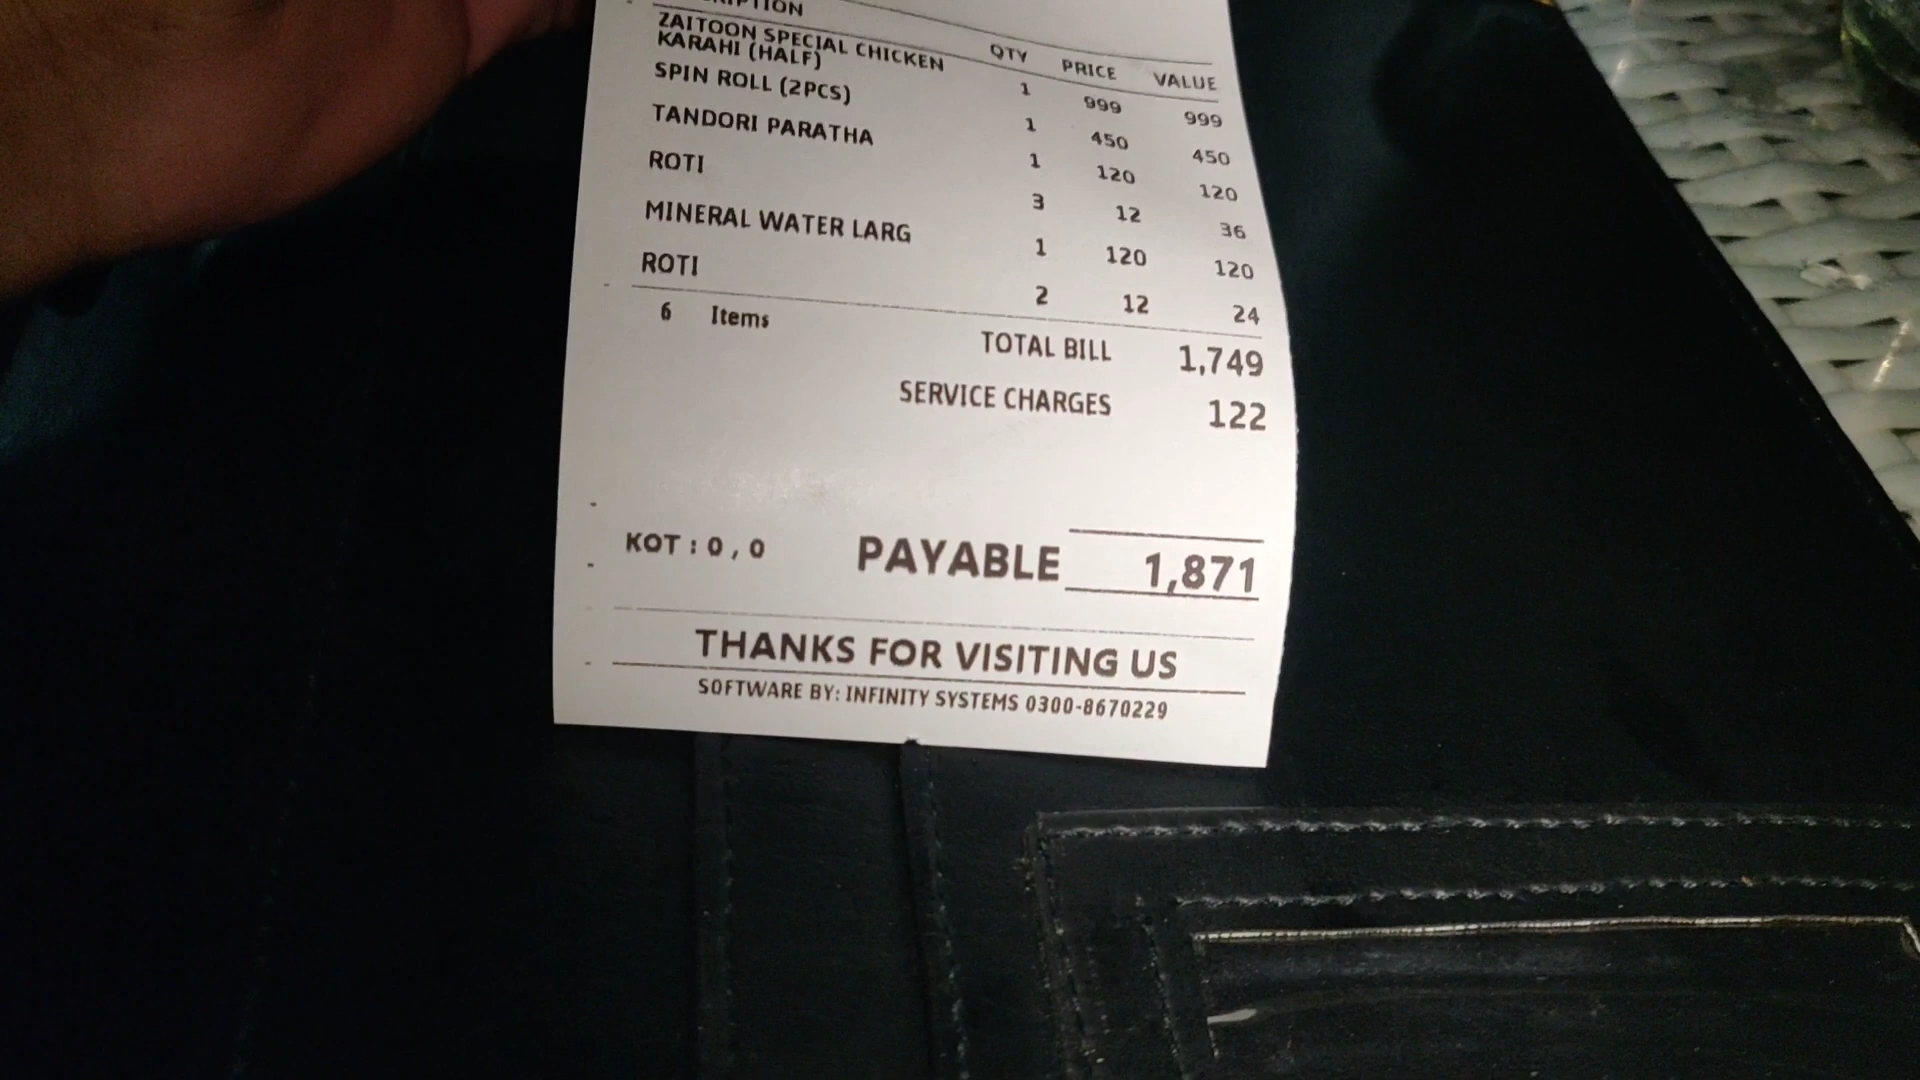 QTY PRICE VALUE
ZAITOON SPECIAL CHICKEN
KARAHI (HALF) 1 999 999
SPIN ROLL (2PCS) 1 450 450
TANDORI PARATHA 1 120 120
ROTI 3 12 36
MINERAL WATER LARG 1 120 120
ROTI 2 12 24
6 Items
TOTAL BILL 1,749
SERVICE CHARGES 122
KOT : 0 , 0 PAYABLE 1,871
THANKS FOR VISITING US
SOFTWARE BY: INFINITY SYSTEMS 0300-8670229